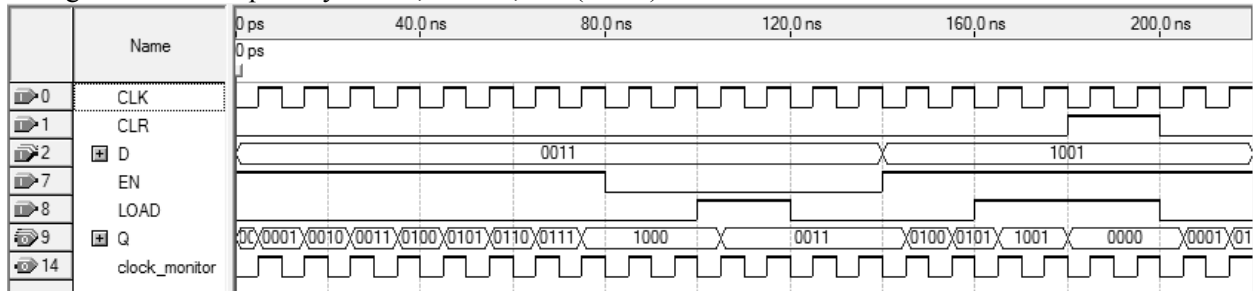 Name
0 ps 40.0 ns 80.0 ns 120.0 ns 160.0 ns 200.0 ns
0 ps
0 CLK
1 CLR
2 D 0011 1001
7 EN
8 LOAD
9 Q 0001 0010 0011 0100 0101 0110 0111 1000 0011 0100 0101 1001 0000 0001 01
14 clock_monitor